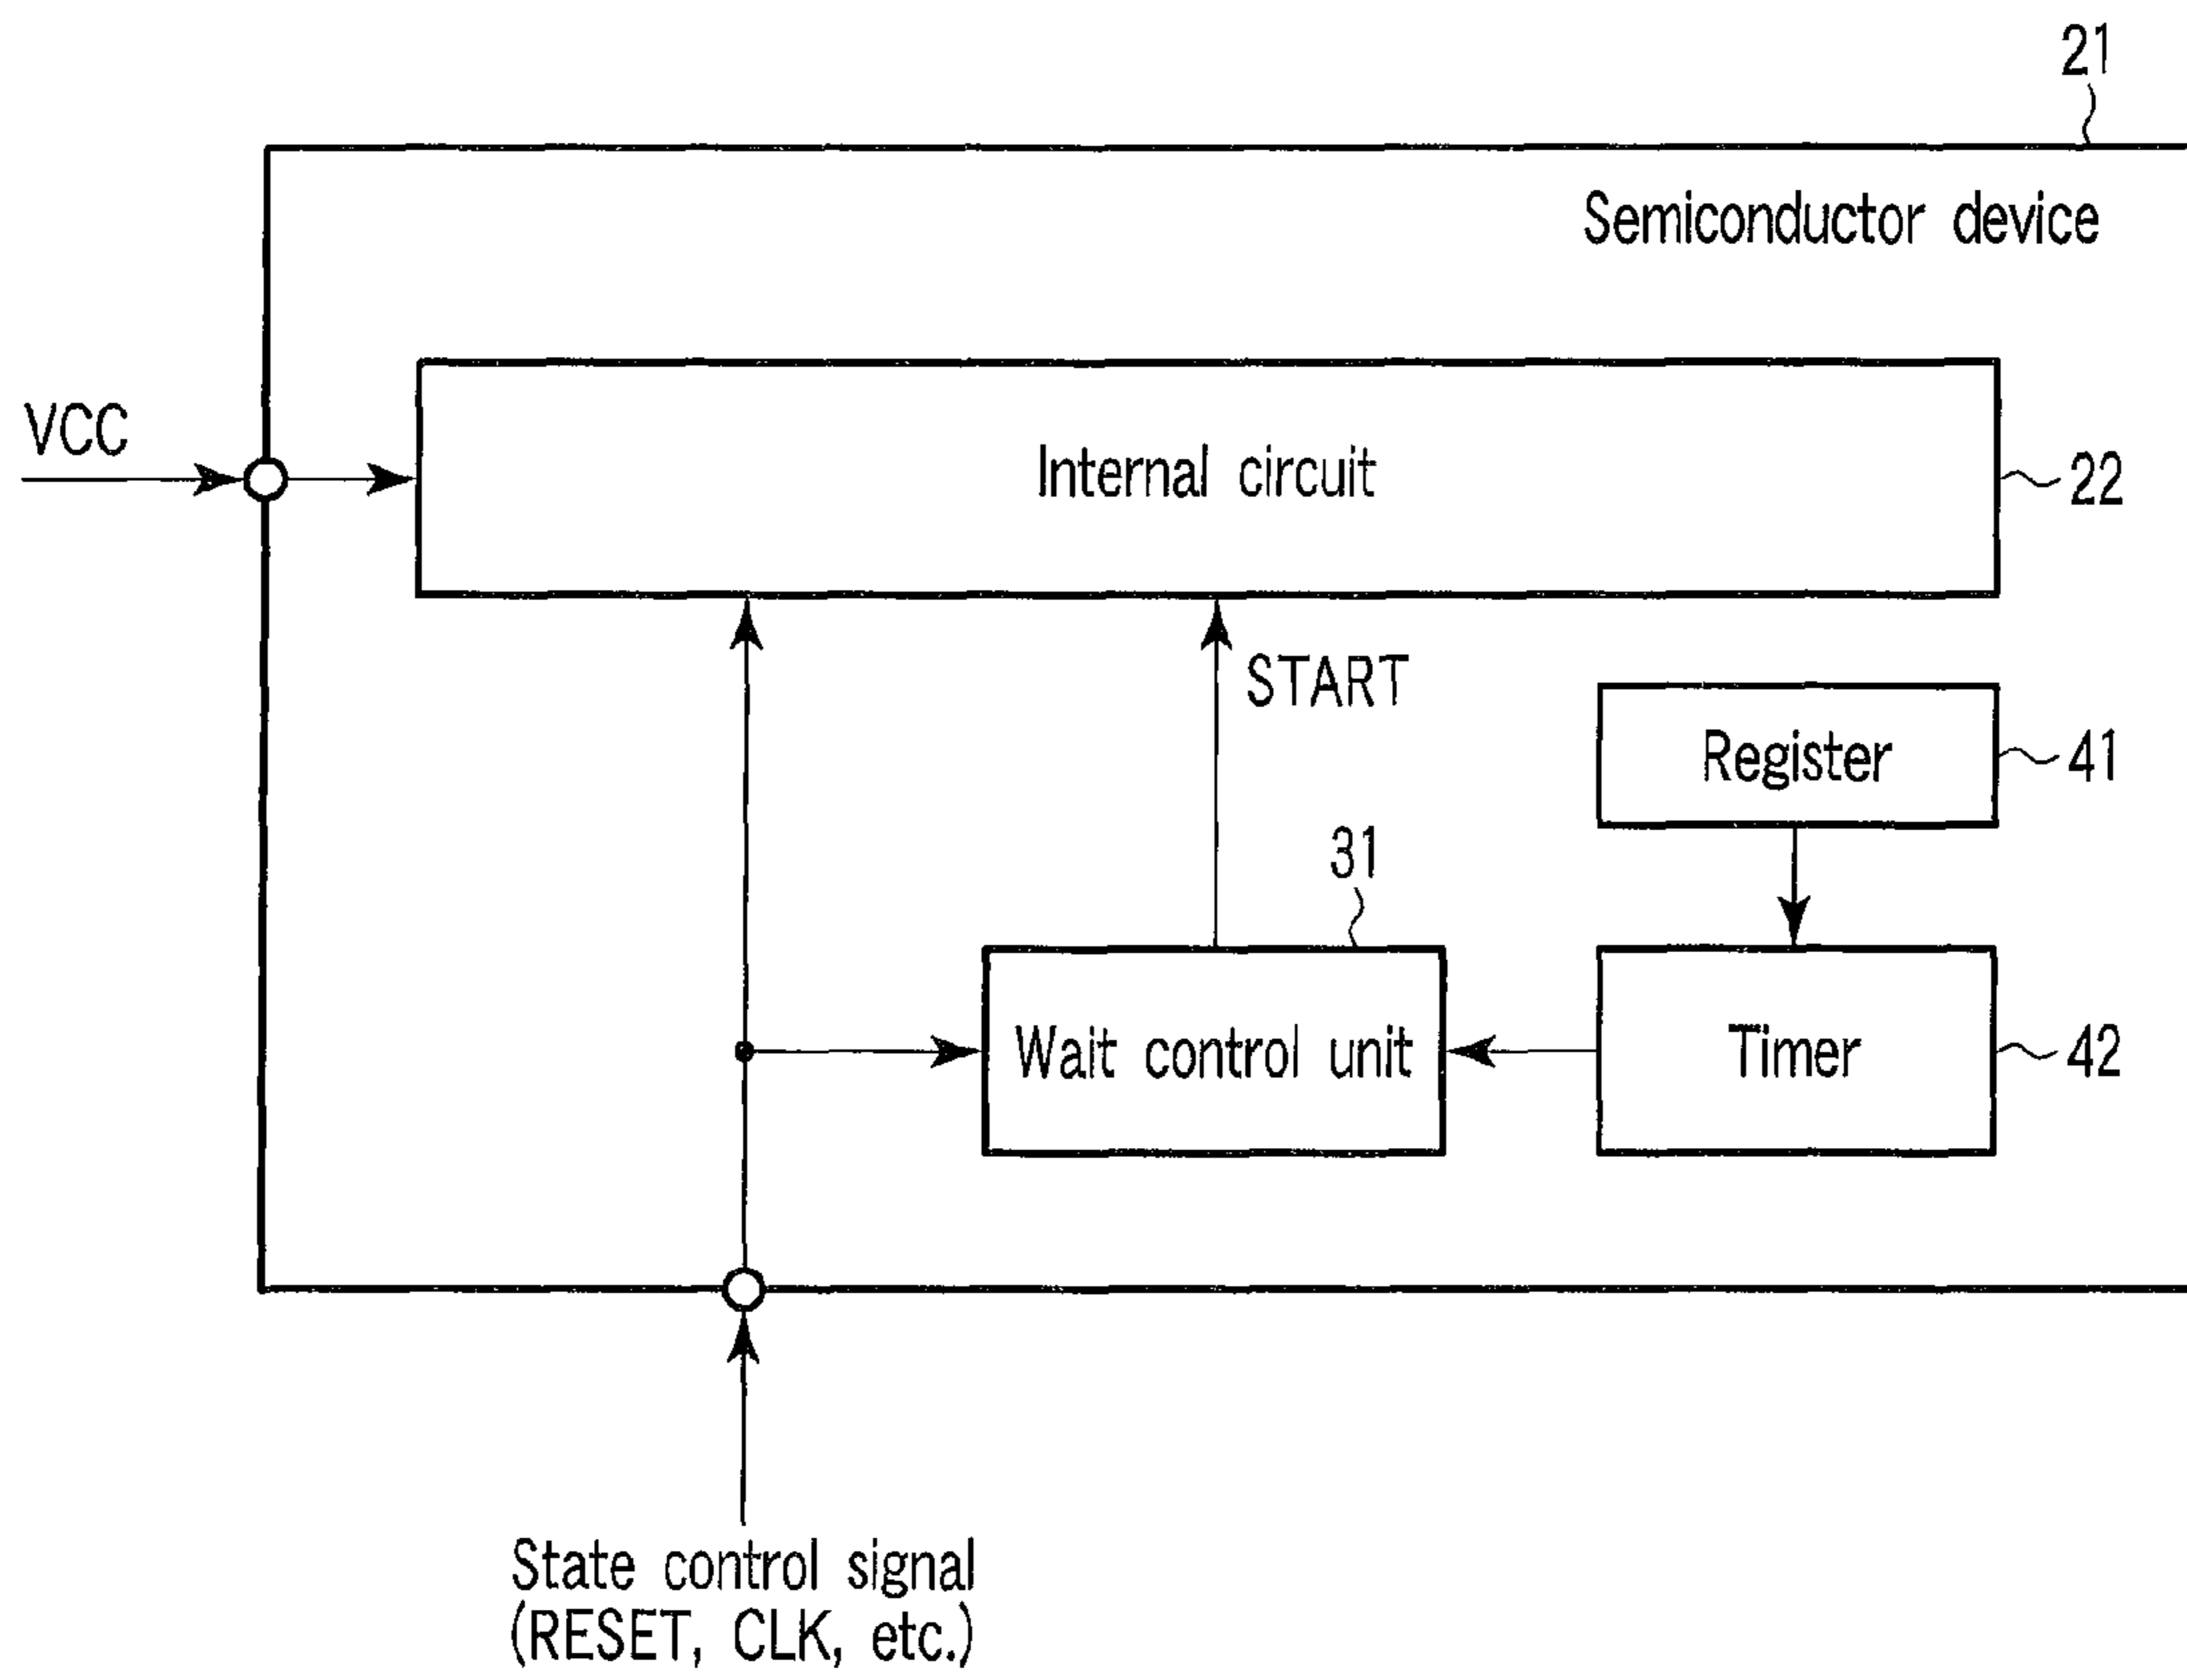 21
Semiconductor device
VCC
Internal circuit
22
START
Register
41
31
Wait control unit
Timer
42
State control signal
(RESET, CLK, etc.)